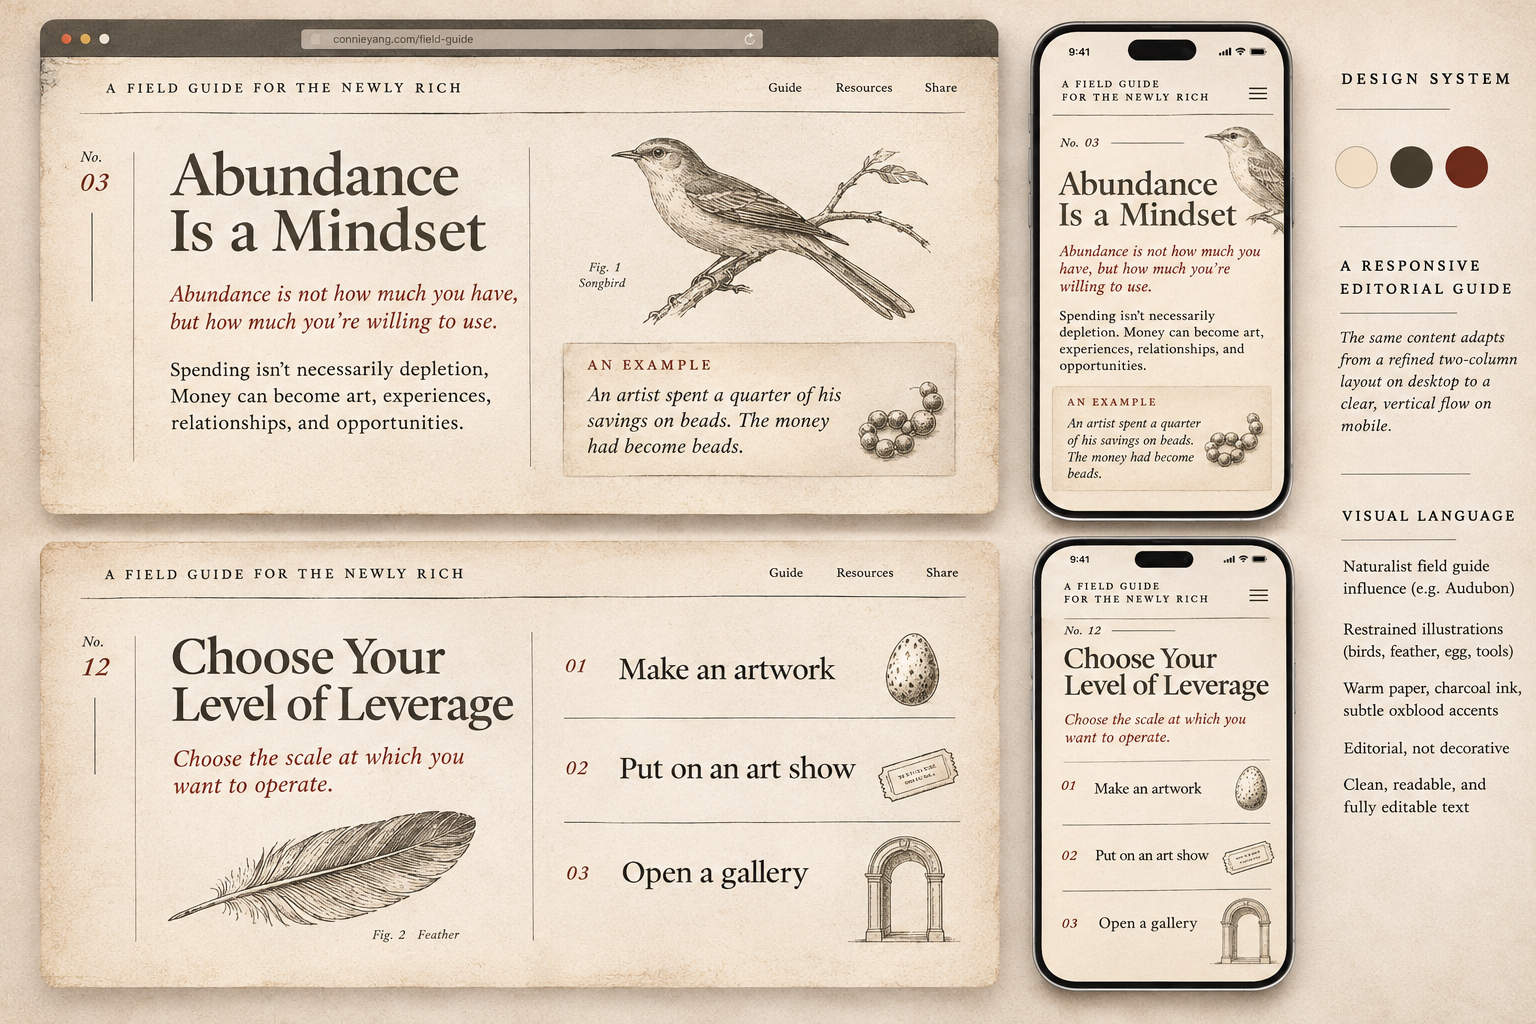 connieyang.com/field-guide
A FIELD GUIDE FOR THE NEWLY RICH
Guide
Resources
Share
No.
03
Abundance
Is a Mindset
Abundance is not how much you have,
but how much you’re willing to use.
Spending isn’t necessarily depletion,
Money can become art, experiences,
relationships, and opportunities.
Fig. 1
Songbird
AN EXAMPLE
An artist spent a quarter of his
savings on beads. The money
had become beads.
9:41
A FIELD GUIDE
FOR THE NEWLY RICH
No. 03
Abundance
Is a Mindset
Abundance is not how much you
have, but how much you’re
willing to use.
Spending isn’t necessarily
depletion. Money can become art,
experiences, relationships, and
opportunities.
AN EXAMPLE
An artist spent a quarter
of his savings on beads.
The money had become
beads.
A FIELD GUIDE FOR THE NEWLY RICH
Guide
Resources
Share
No.
12
Choose Your
Level of Leverage
Choose the scale at which you
want to operate.
Fig. 2 Feather
01
Make an artwork
02
Put on an art show
03
Open a gallery
9:41
A FIELD GUIDE
FOR THE NEWLY RICH
No. 12
Choose Your
Level of Leverage
Choose the scale at which you
want to operate.
01
Make an artwork
02
Put on an art show
03
Open a gallery
DESIGN SYSTEM
A RESPONSIVE
EDITORIAL GUIDE
The same content adapts
from a refined two-column
layout on desktop to a
clear, vertical flow on
mobile.
VISUAL LANGUAGE
Naturalist field guide
influence (e.g. Audubon)
Restrained illustrations
(birds, feather, egg, tools)
Warm paper, charcoal ink,
subtle oxblood accents
Editorial, not decorative
Clean, readable, and
fully editable text